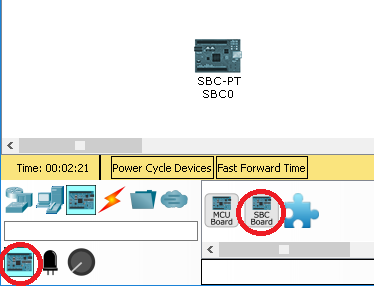 SBC-PT
SBC0
Time: 00:02:21
Power Cycle Devices
Fast Forward Time
MCU
Board
SBC
Board